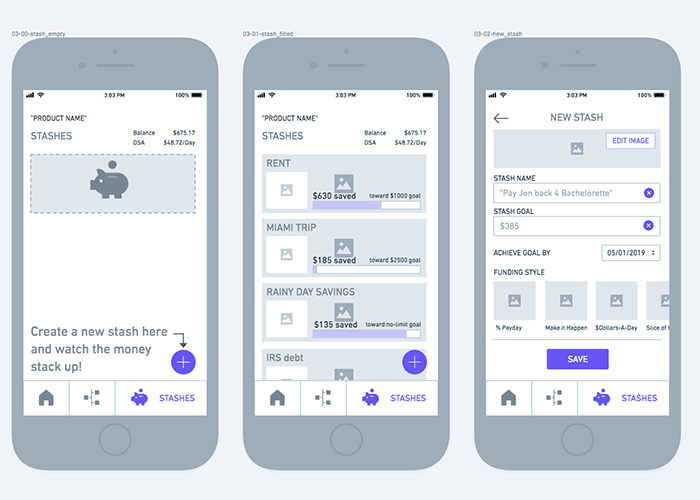 03-00-stash_empty
3:03 PM
100%
"PRODUCT NAME"
STASHES
Balance $675.17
DSA $48.72/Day
Create a new stash here
and watch the money
stack up!
STASHES
03-01-stash_filled
3:03 PM
100%
"PRODUCT NAME"
STASHES
Balance $675.17
DSA $48.72/Day
RENT
$630 saved toward $1000 goal
MIAMI TRIP
$185 saved toward $2500 goal
RAINY DAY SAVINGS
$135 saved toward no-limit goal
IRS debt
STASHES
03-02-new_stash
3:03 PM
100%
NEW STASH
EDIT IMAGE
STASH NAME
"Pay Jen back 4 Bachelorette"
STASH GOAL
$385
ACHIEVE GOAL BY 05/01/2019
FUNDING STYLE
% Payday Make it Happen $Dollars-A-Day Slice of t
SAVE
STASHES